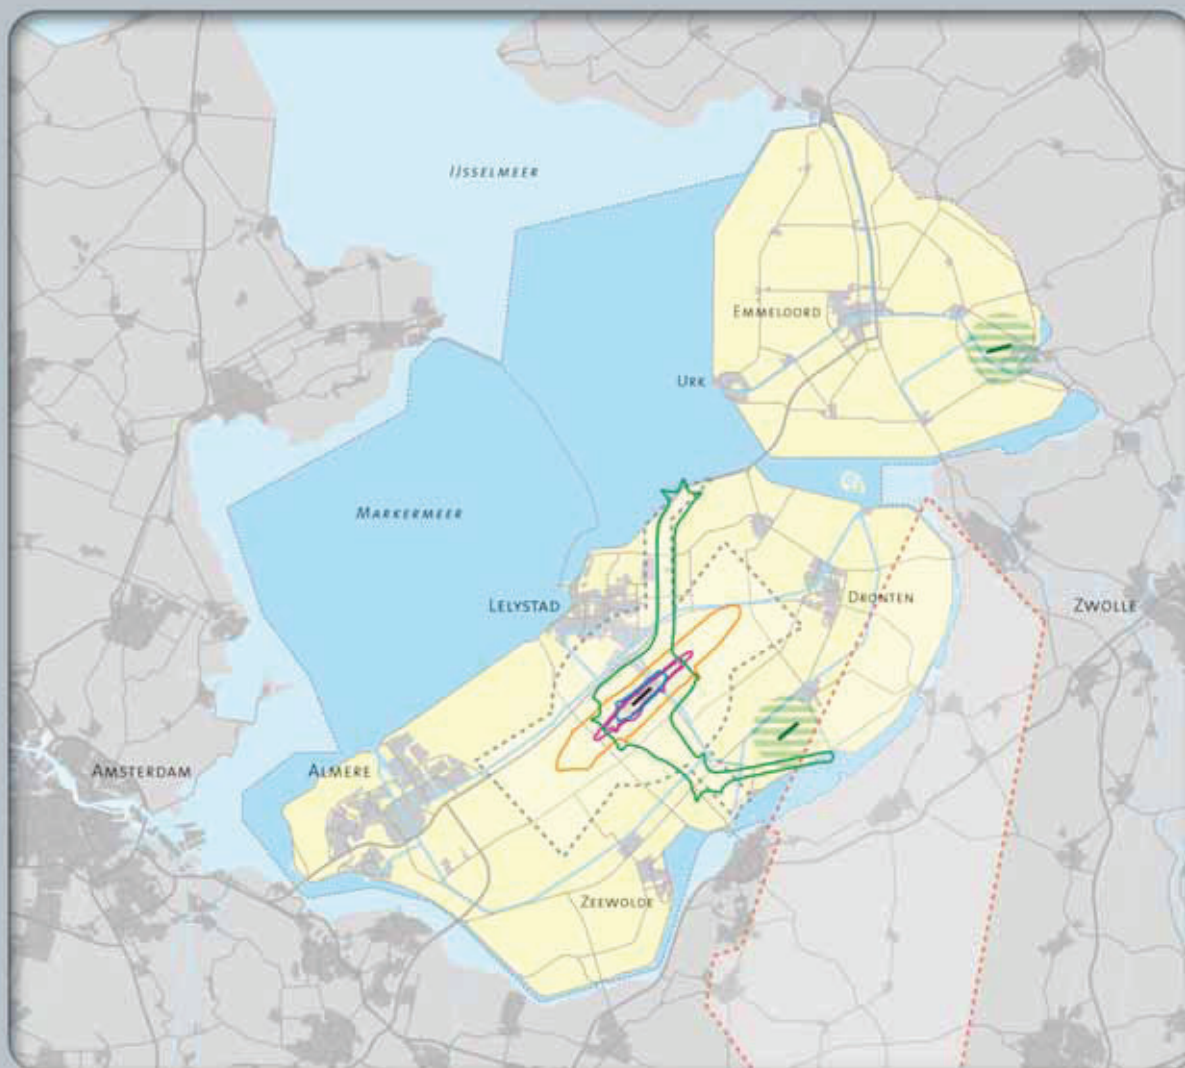 IJSSELMEER
EMMELOORD
URK
MARKERMEER
LELYSTAD
DRONTEN
ZWOLLE
AMSTERDAM
ALMERE
ZEEWOLDE